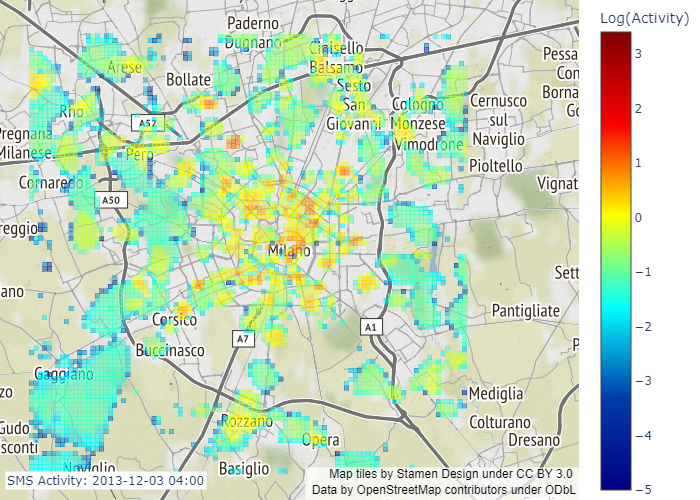 Log(Activity)
Paderno
Dugnano
Cinisello
Balsamo
Arese
Bollate
Sesto
San
Giovanni
Cologno
Monzese
Cernusco
sul
Naviglio
Pessa
Borna
Rho
A52
Vimodrone
Pregnana
Milanese
Pero
Pioltello
Cornaredo
Vignat
A50
reggio
Milano
Sett
ano
Pantigliate
Corsico
A1
A7
Buccinasco
Gaggiano
zo
Mediglia
Rozzano
Colturano
Gudo
sconti
Opera
Dresano
Noviglio
Basiglio
SMS Activity: 2013-12-03 04:00
Map tiles by Stamen Design under CC BY 3.0
Data by OpenStreetMap contributors under ODbL
3
2
1
0
−1
−2
−3
−4
−5